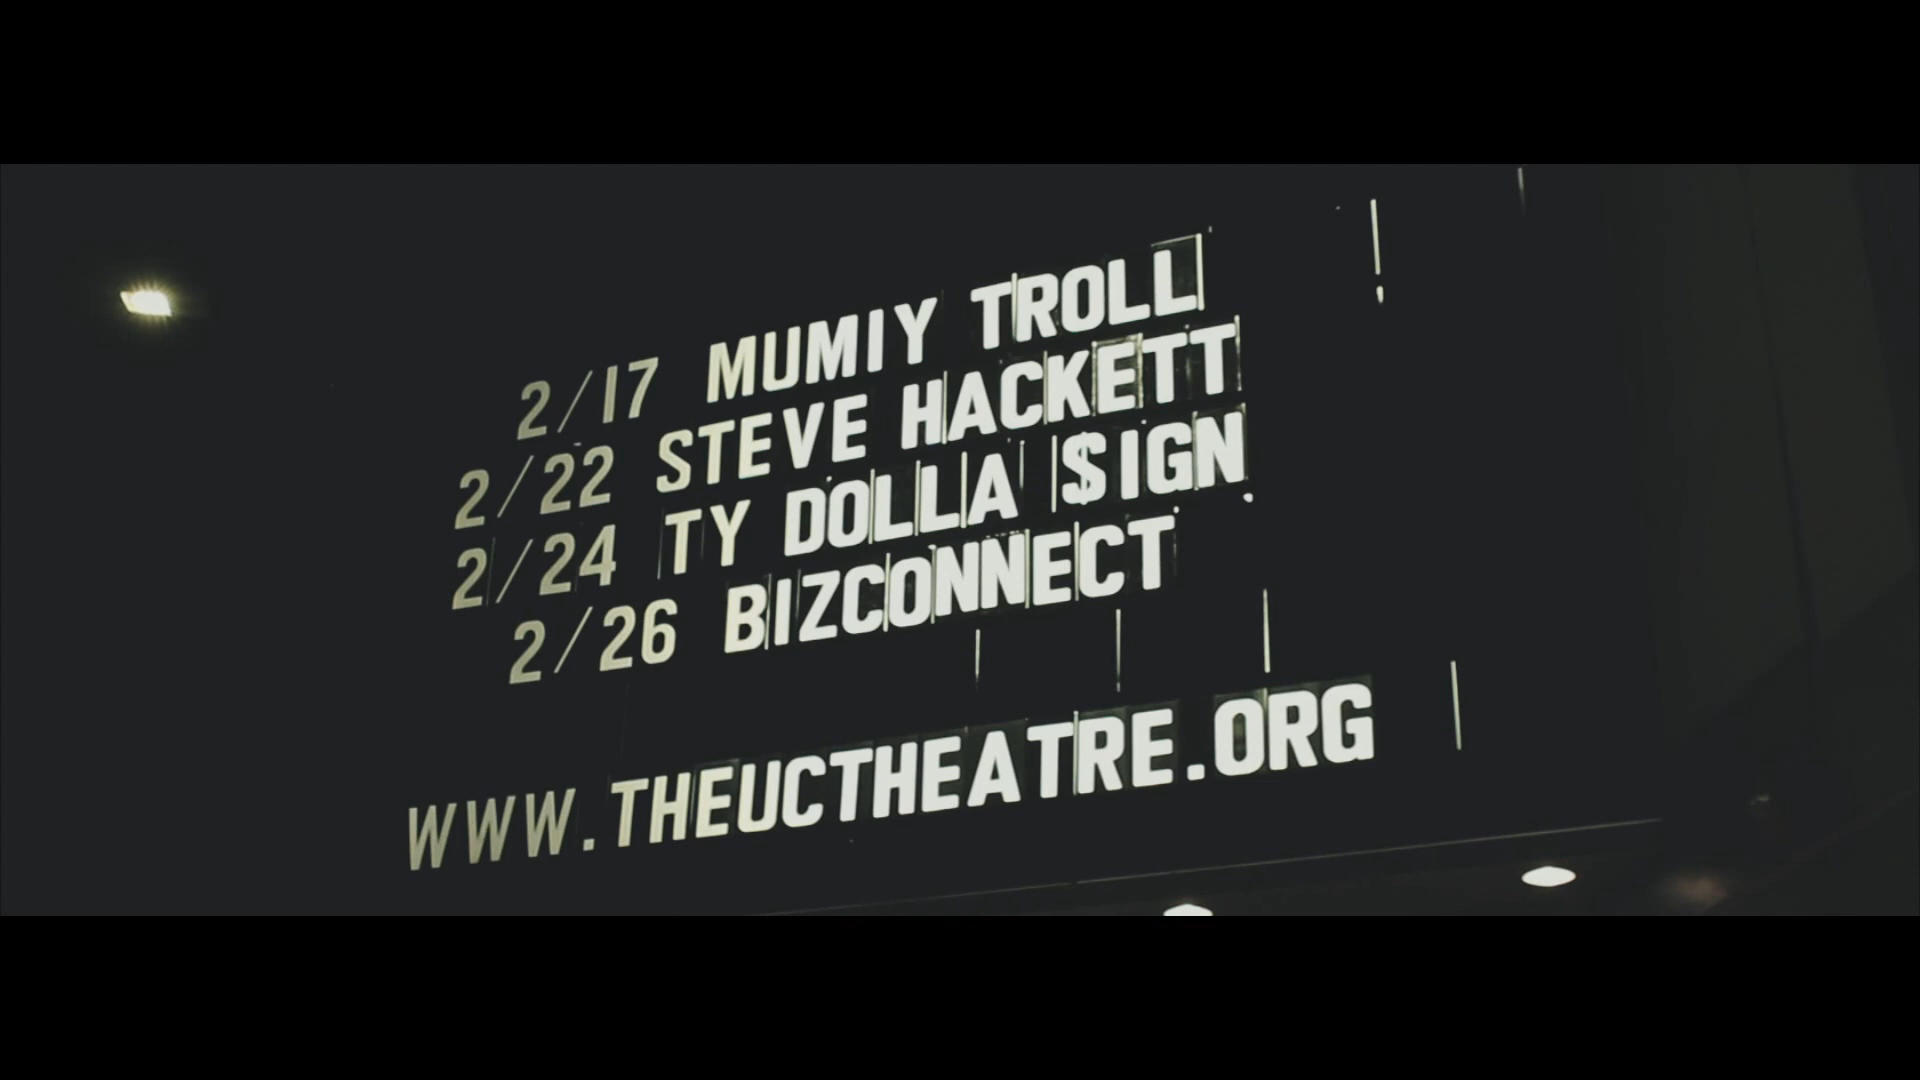 2/17 MUMIY TROLL
2/22 STEVE HACKETT
2/24 TY DOLLA $IGN
2/26 BIZCONNECT
WWW.THEUCTHEATRE.ORG